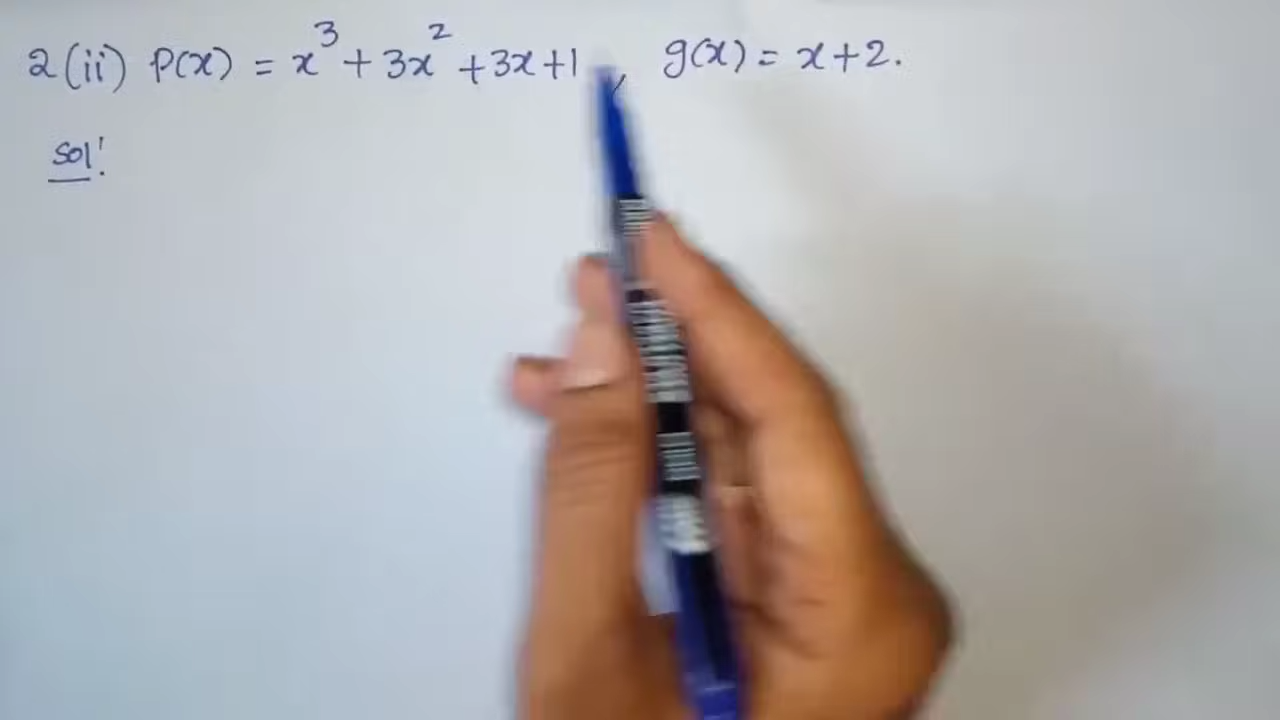 2(ii) P(x) = x³ + 3x² + 3x + 1, g(x) = x + 2.
Sol!